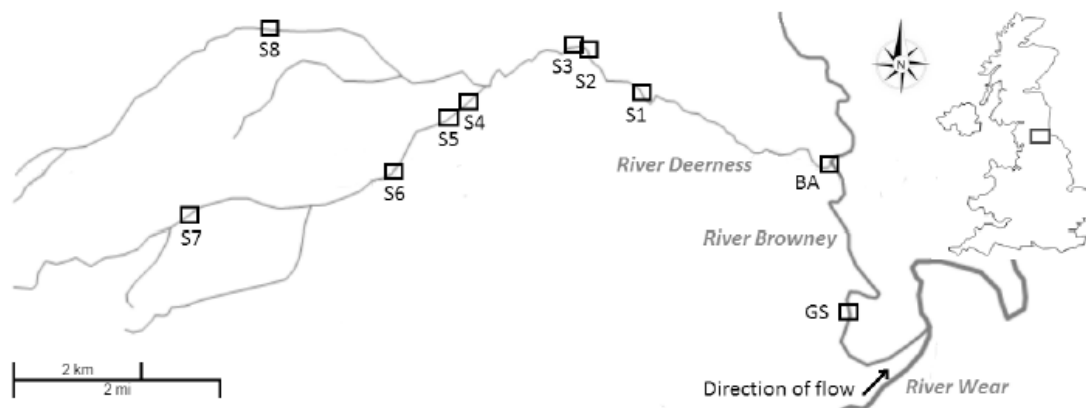 S8
S3
S2
N
S1
S4
S5
River Deerness
BA
S6
S7
River Browney
GS
2 km
2 mi
Direction of flow
River Wear